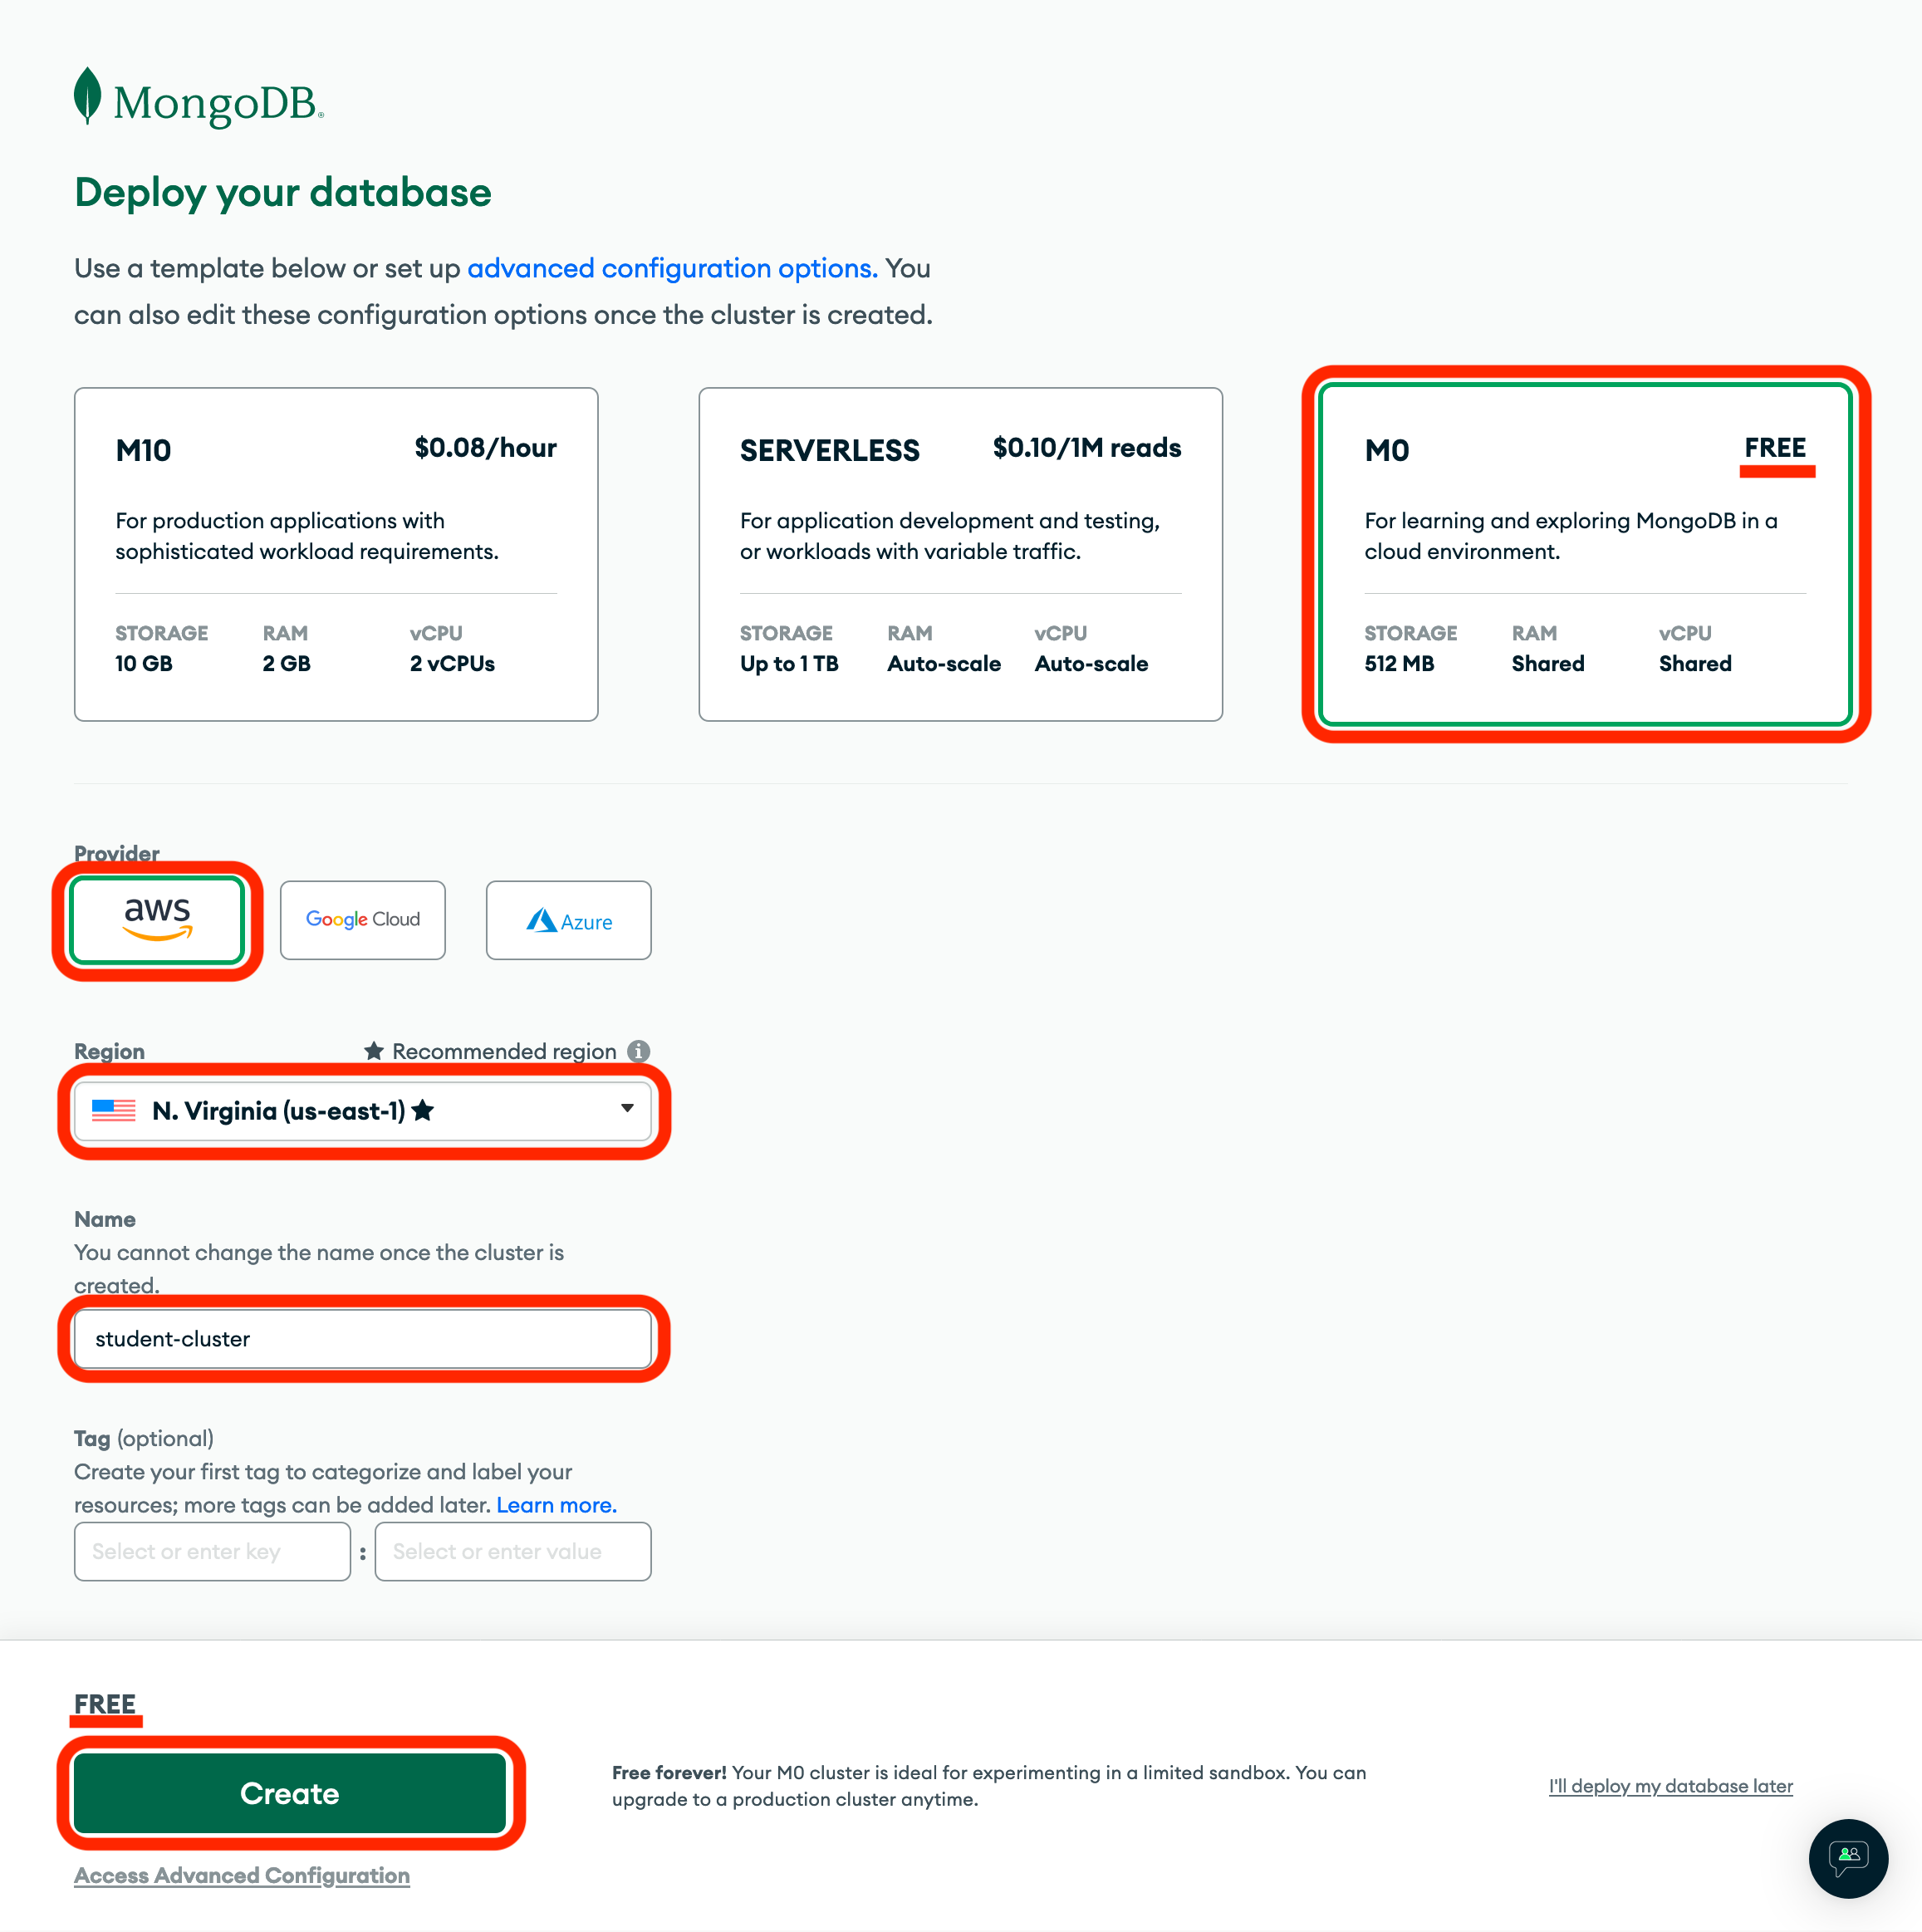 MongoDB®
Deploy your database
Use a template below or set up advanced configuration options. You
can also edit these configuration options once the cluster is created.
M10 $0.08/hour
For production applications with
sophisticated workload requirements.
STORAGE RAM vCPU
10 GB 2 GB 2 vCPUs
SERVERLESS $0.10/1M reads
For application development and testing,
or workloads with variable traffic.
STORAGE RAM vCPU
Up to 1 TB Auto-scale Auto-scale
M0 FREE
For learning and exploring MongoDB in a
cloud environment.
STORAGE RAM vCPU
512 MB Shared Shared
Provider
aws
Google Cloud
Azure
Region ★ Recommended region i
N. Virginia (us-east-1) ★
Name
You cannot change the name once the cluster is
created.
student-cluster
Tag (optional)
Create your first tag to categorize and label your
resources; more tags can be added later. Learn more.
Select or enter key : Select or enter value
FREE
Create
Free forever! Your M0 cluster is ideal for experimenting in a limited sandbox. You can
upgrade to a production cluster anytime.
I'll deploy my database later
Access Advanced Configuration